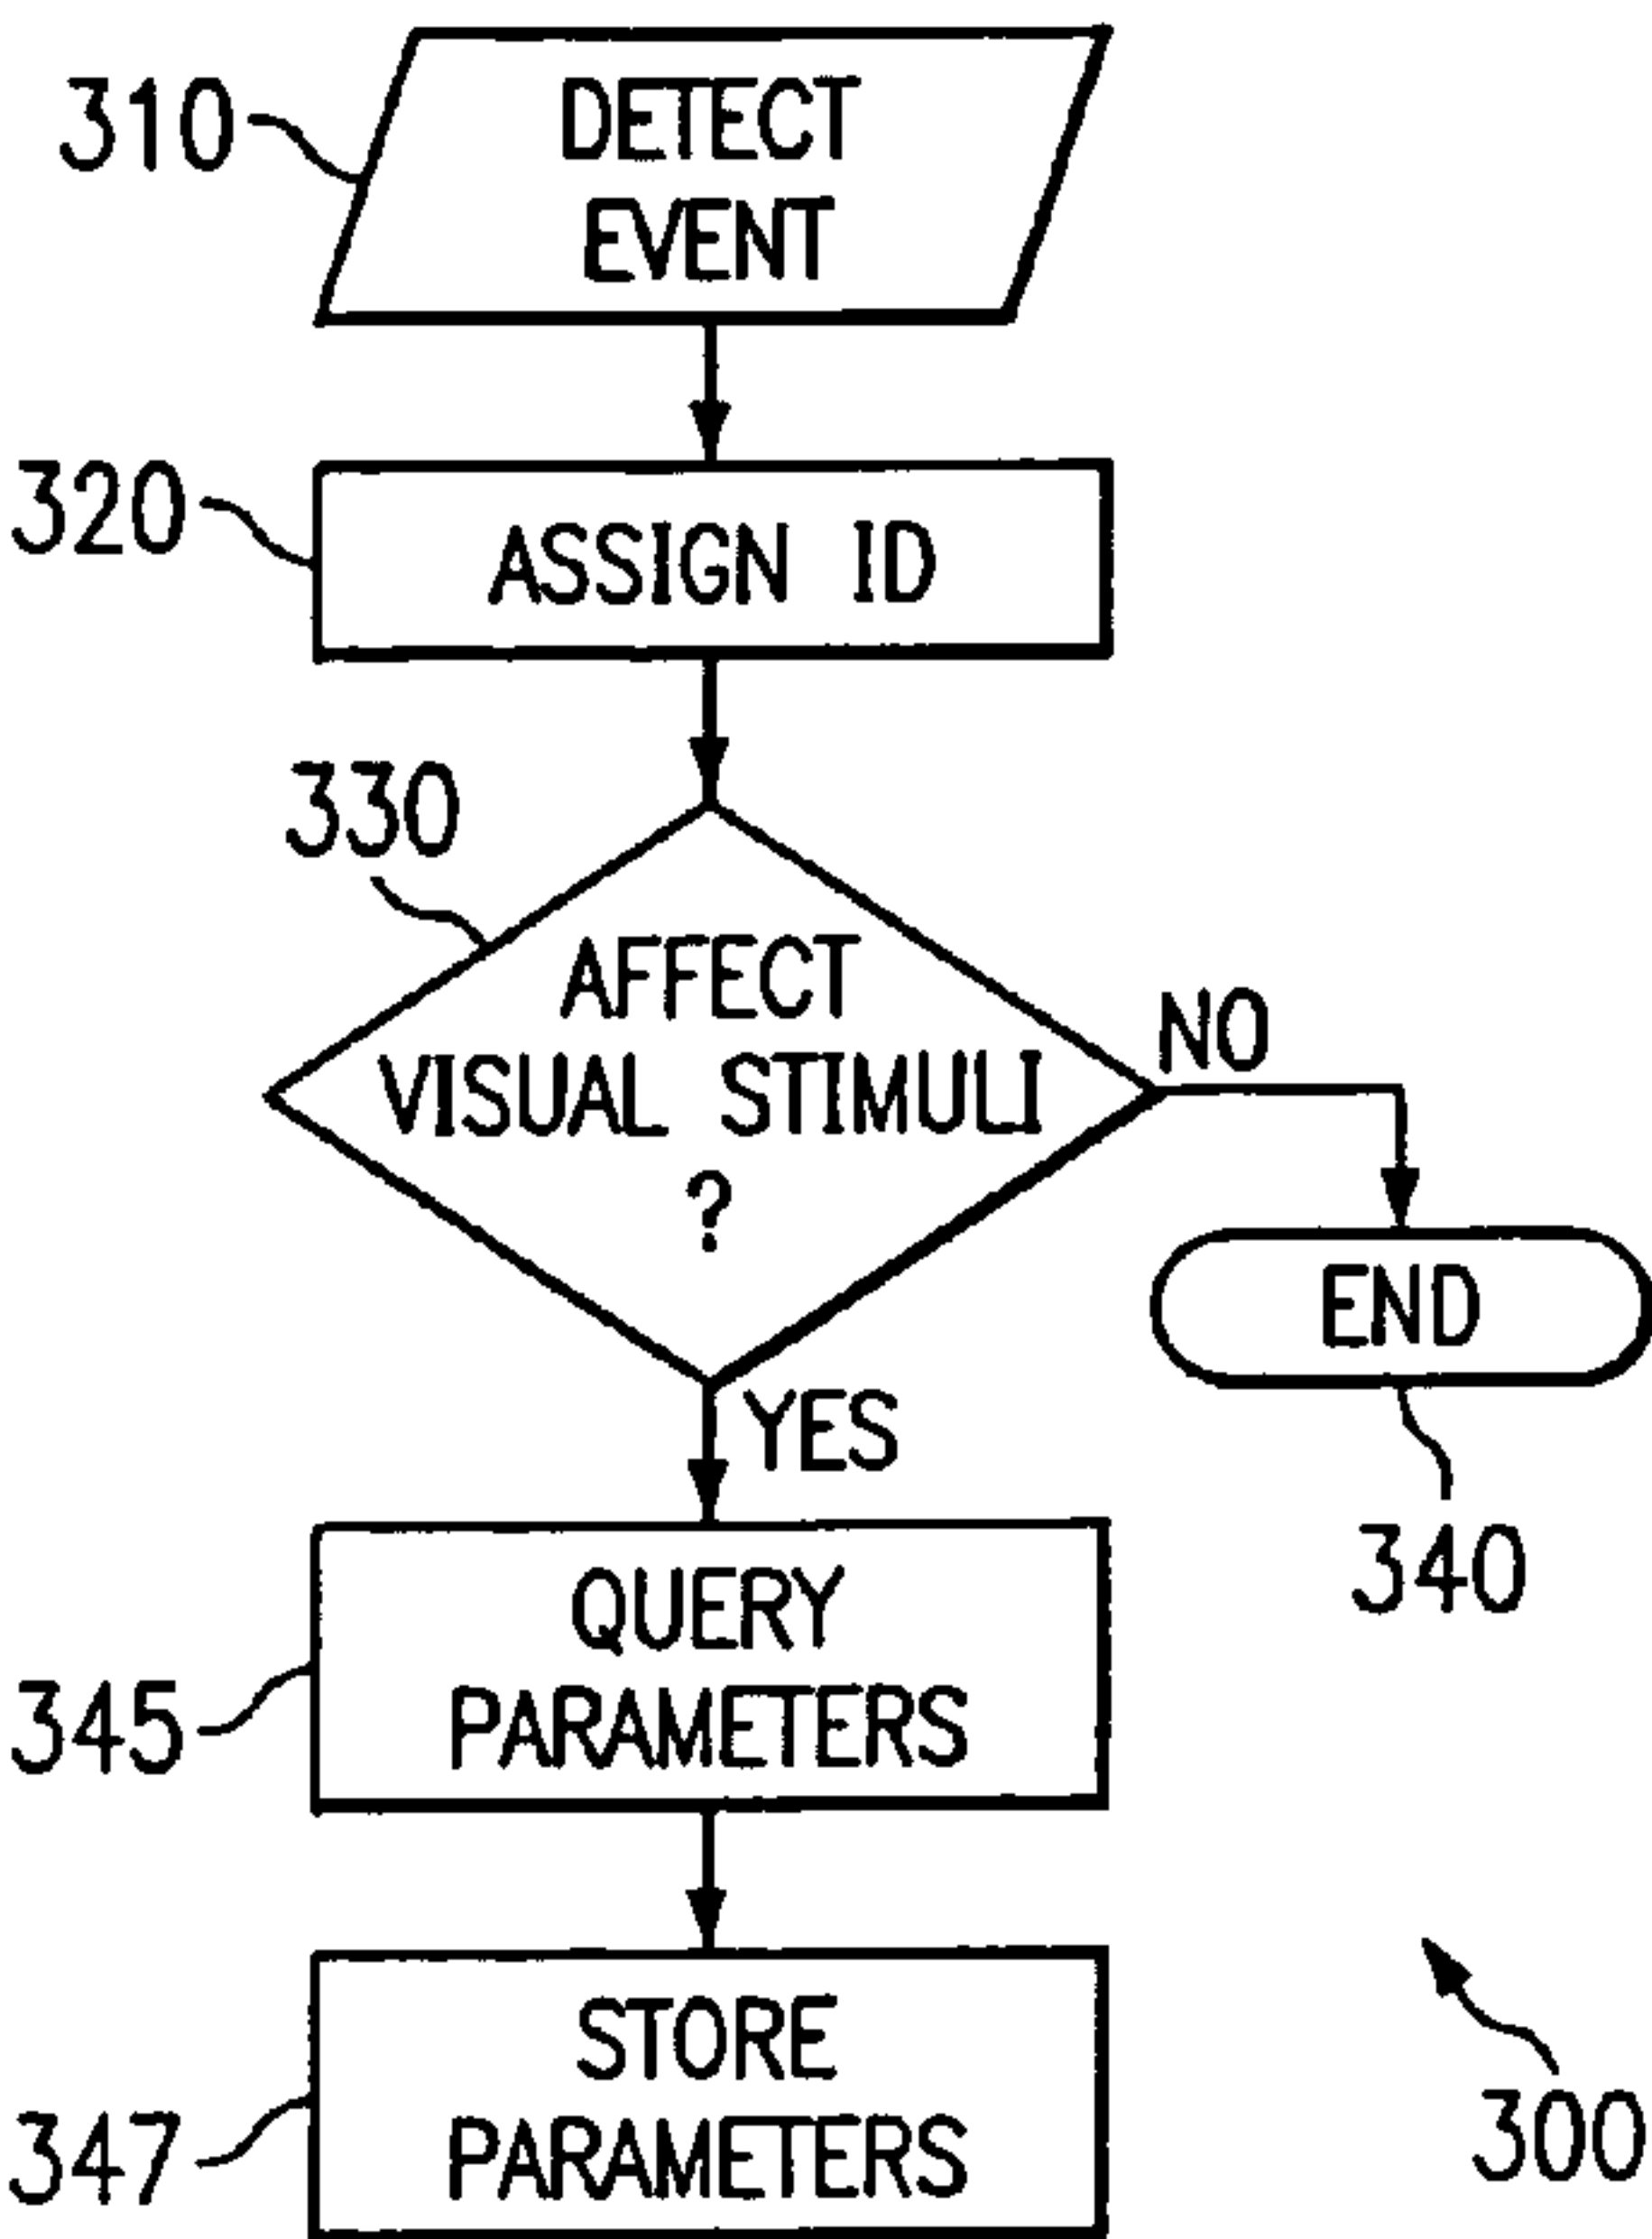 310
DETECT
EVENT
320
ASSIGN ID
330
AFFECT
VISUAL STIMULI
?
NO
END
340
YES
345
QUERY
PARAMETERS
347
STORE
PARAMETERS
300